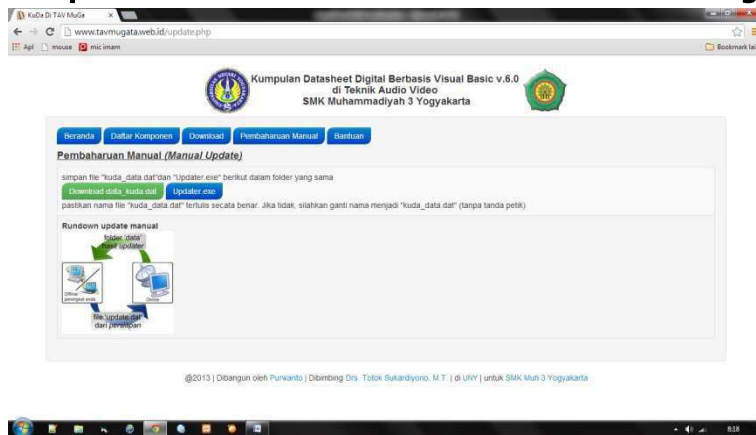 KuDa Di TAV MuGa
www.tavmugata.web.id/update.php
Apl mouse mic imam Bookmark lai
Kumpulan Datasheet Digital Berbasis Visual Basic v.6.0
di Teknik Audio Video
SMK Muhammadiyah 3 Yogyakarta
Beranda Daftar Komponen Download Pembaharuan Manual Bantuan
Pembaharuan Manual (Manual Update)
simpan file "kuda_data.dat"dan "Updater.exe" berikut dalam folder yang sama
Download data_kuda.dat Updater.exe
pastikan nama file "kuda_data.dat" tertulis secata benar. Jika tidak, silahkan ganti nama menjadi "kuda_data.dat" (tanpa tanda petik)
Rundown update manual
folder 'data'
hasil updater
Offline
perangkat anda
Online
file 'update.dat'
dari persiapan
@2013 | Dibangun oleh Purwanto | Dibimbing Drs. Totok Sukardiyono, M.T. | di UNY | untuk SMK Muh 3 Yogyakarta
8:18